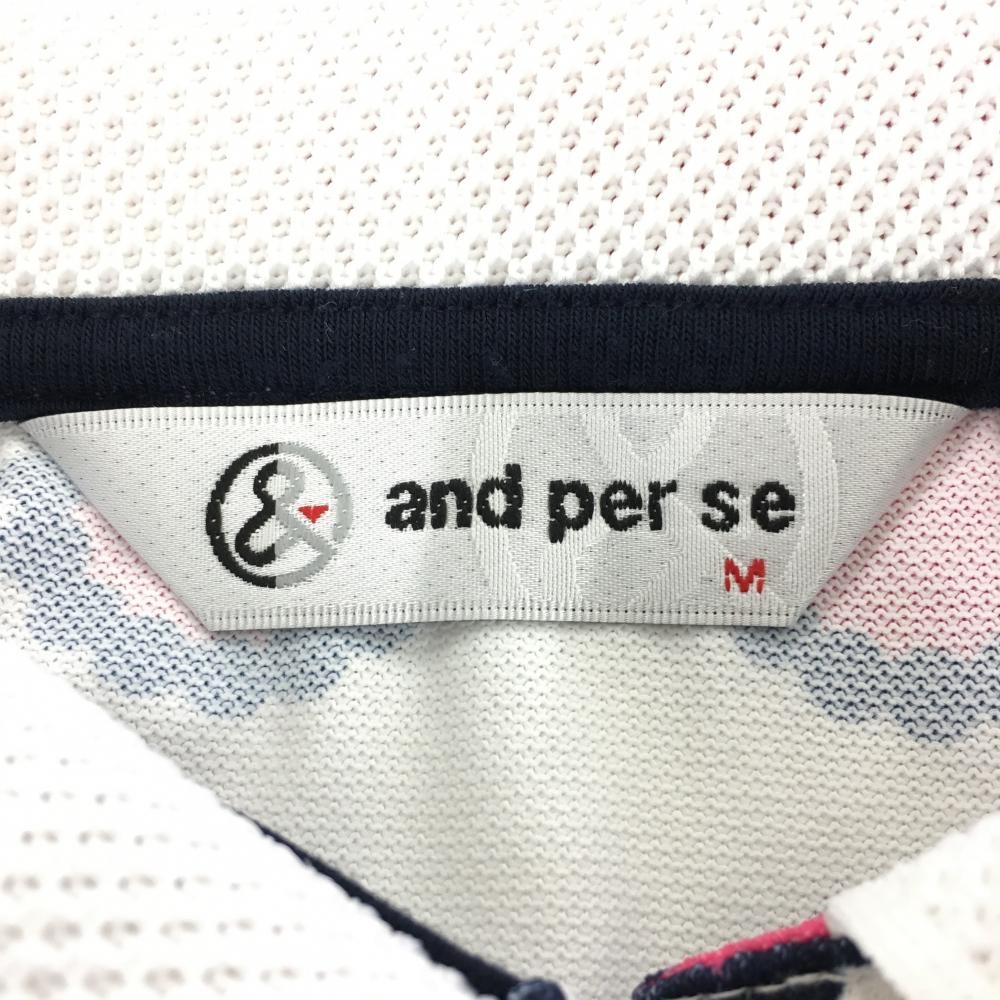 & and per se
M